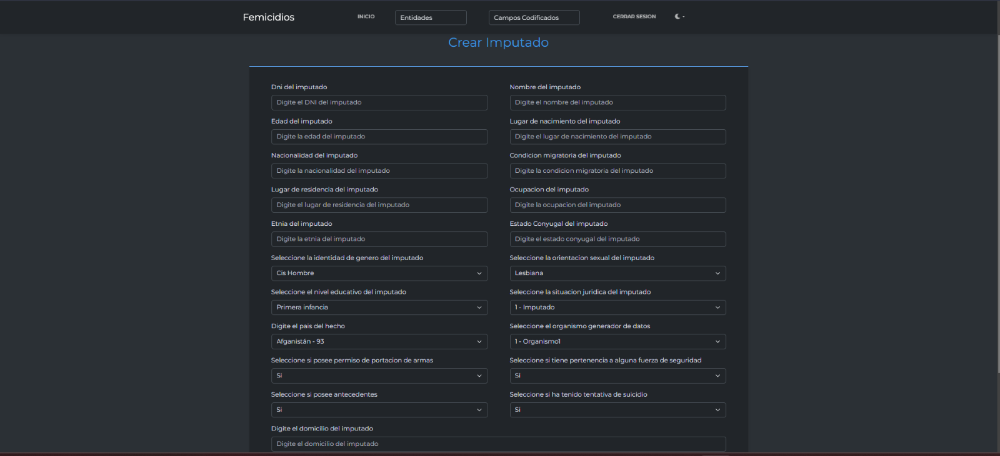 Femicidios
INICIO
Entidades
Campos Codificados
CERRAR SESION
Crear Imputado
Dni del imputado
Nombre del imputado
Digite el DNI del imputado
Digite el nombre del imputado
Edad del imputado
Lugar de nacimiento del imputado
Digite la edad del imputado
Digite el lugar de nacimiento del imputado
Nacionalidad del imputado
Condicion migratoria del imputado
Digite la nacionalidad del imputado
Digite la condicion migratoria del imputado
Lugar de residencia del imputado
Ocupacion del imputado
Digite el lugar de residencia del imputado
Digite la ocupacion del imputado
Etnia del imputado
Estado Conyugal del imputado
Digite la etnia del imputado
Digite el estado conyugal del imputado
Seleccione la identidad de genero del imputado
Seleccione la orientacion sexual del imputado
Cis Hombre
Lesbiana
Seleccione el nivel educativo del imputado
Seleccione la situacion juridica del imputado
Primera infancia
1 - Imputado
Digite el pais del hecho
Seleccione el organismo generador de datos
Afganistán - 93
1 - Organismo1
Seleccione si posee permiso de portacion de armas
Seleccione si tiene pertenencia a alguna fuerza de seguridad
Si
Si
Seleccione si posee antecedentes
Seleccione si ha tenido tentativa de suicidio
Si
Si
Digite el domicilio del imputado
Digite el domicilio del imputado